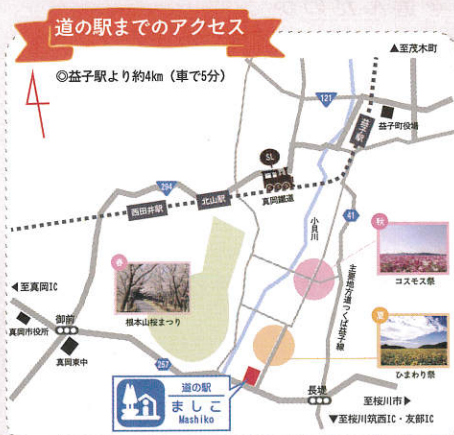 道の駅までのアクセス
◎益子駅より約4km（車で5分）
▲至茂木町
121
益子町役場
益子駅
SL
真岡鐵道
294
北山駅
西田井駅
小貝川
41
秋
コスモス祭
主要地方道つくば益子線
春
根本山桜まつり
◀至真岡IC
真岡市役所
御前
真岡東中
夏
ひまわり祭
257
道の駅
ましこ
Mashiko
長堤
至桜川市▶
▼至桜川筑西IC・友部IC